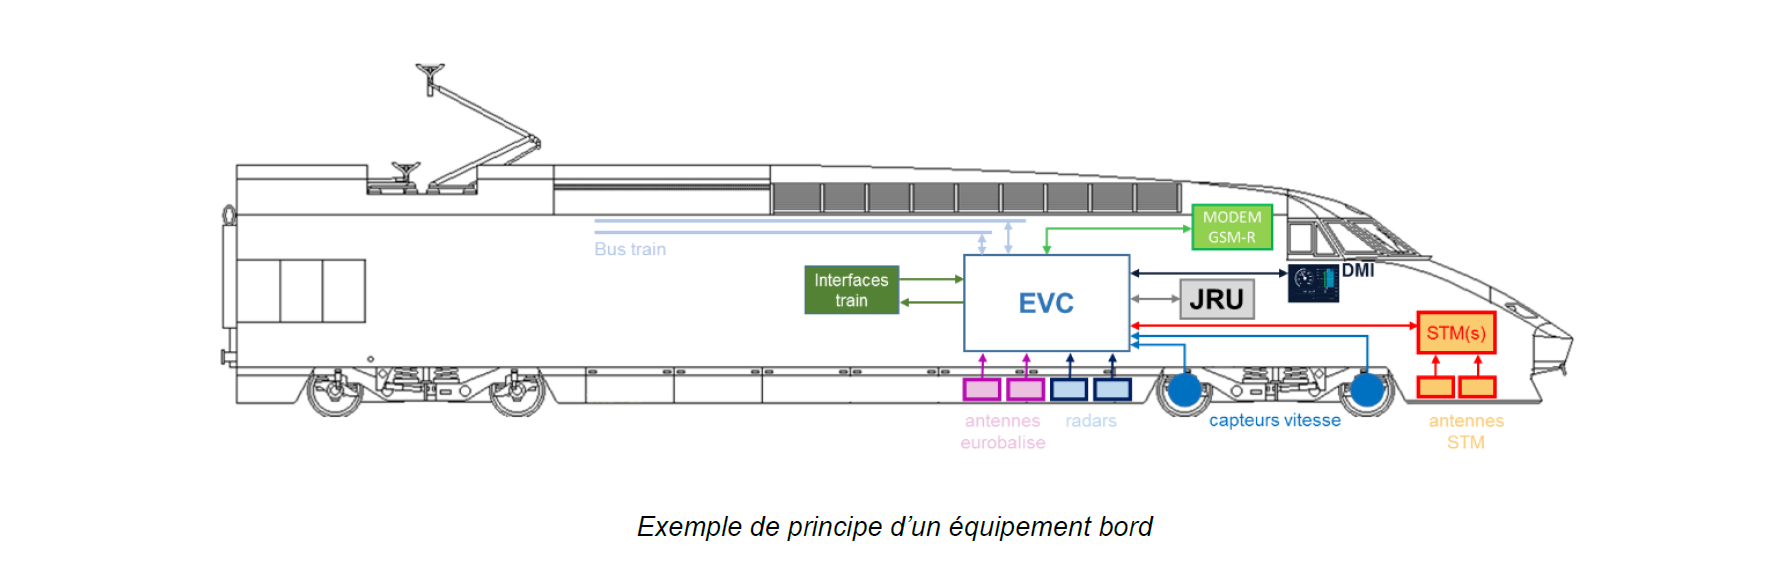 MODEM
GSM-R
Bus train
DMI
Interfaces
train
EVC
JRU
STM(s)
antennes
eurobalise
radars
capteurs vitesse
antennes
STM
Exemple de principe d’un équipement bord